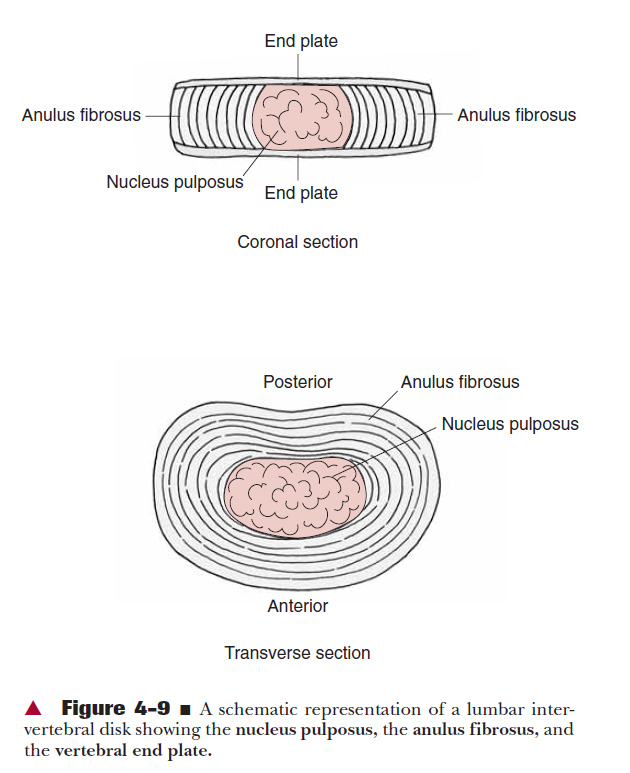 End plate
Anulus fibrosus
Anulus fibrosus
Nucleus pulposus
End plate
Coronal section
Posterior
Anulus fibrosus
Nucleus pulposus
Anterior
Transverse section
▲ Figure 4-9 ■ A schematic representation of a lumbar inter-
vertebral disk showing the nucleus pulposus, the anulus fibrosus, and
the vertebral end plate.